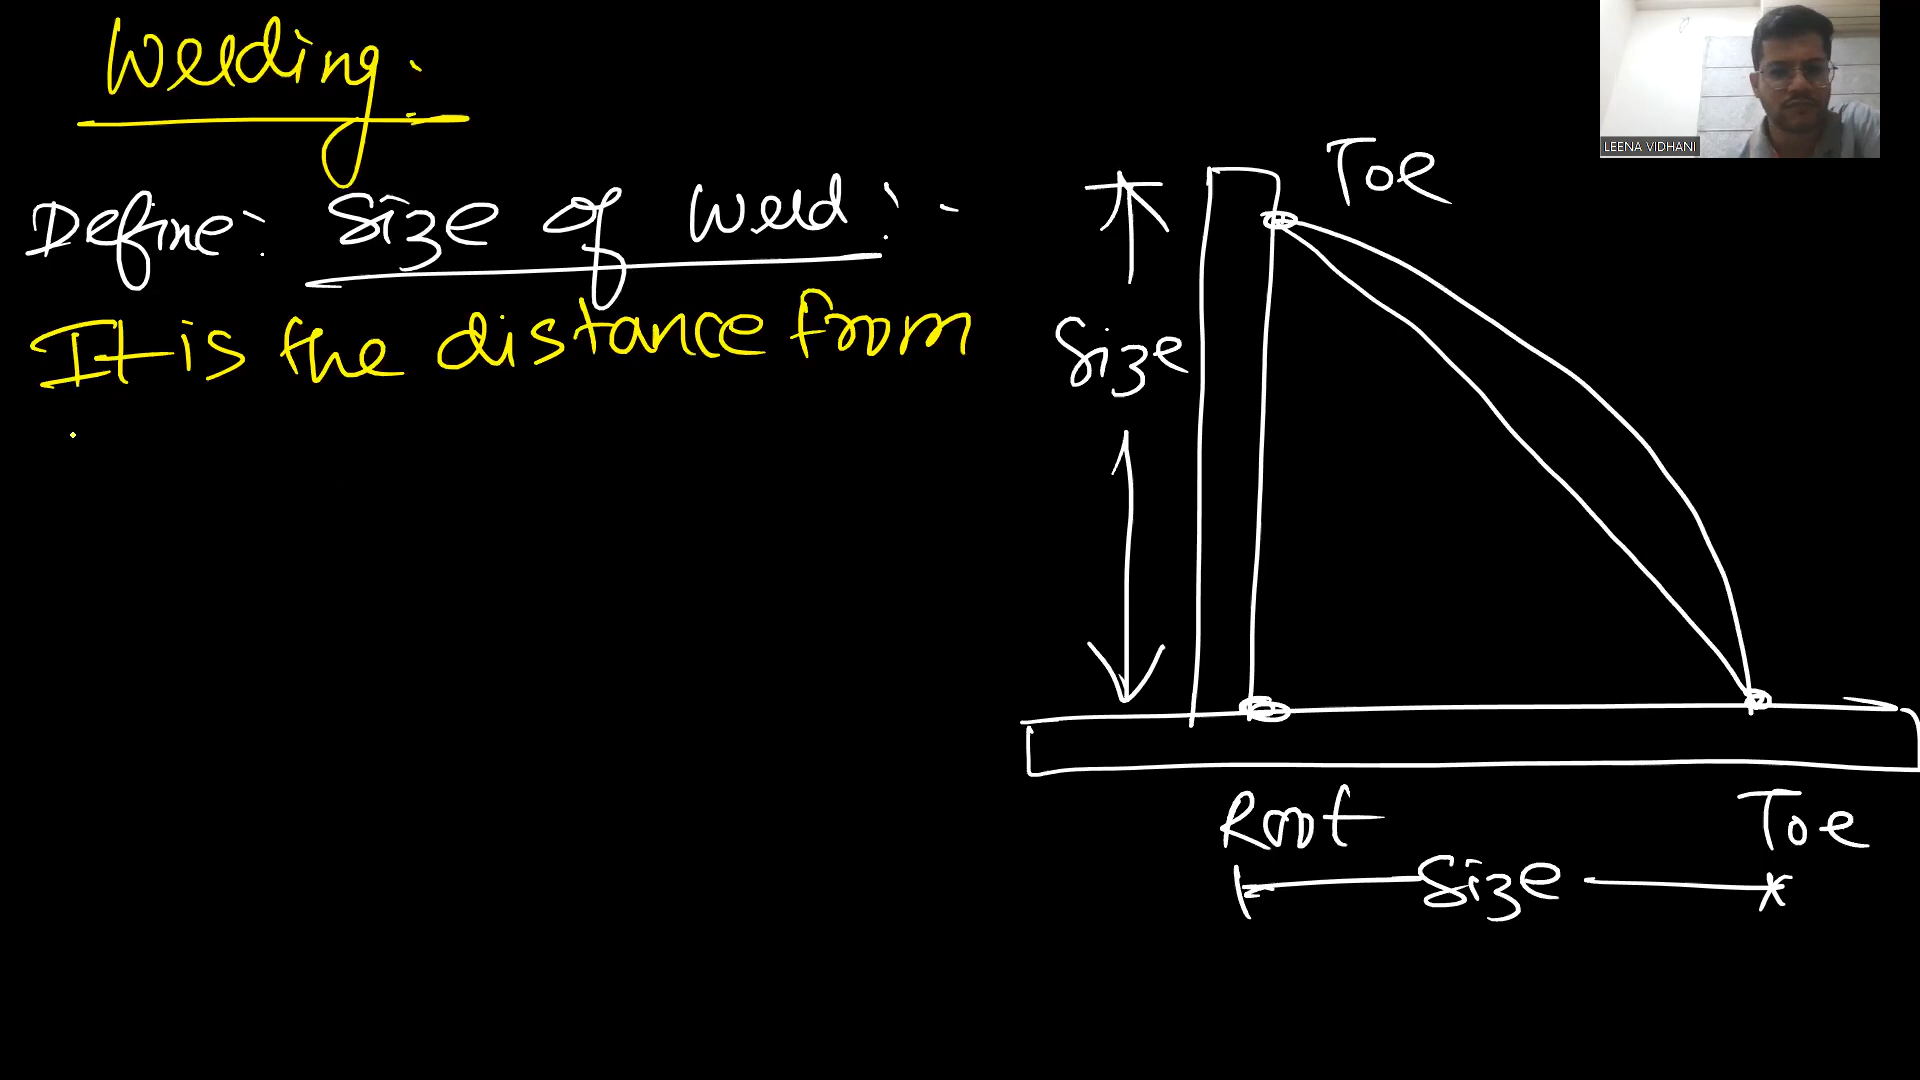 Welding.
Define: Size of Weld :-
It is the distance from
Toe
Size
Root
Toe
Size
LEENA VIDHANI